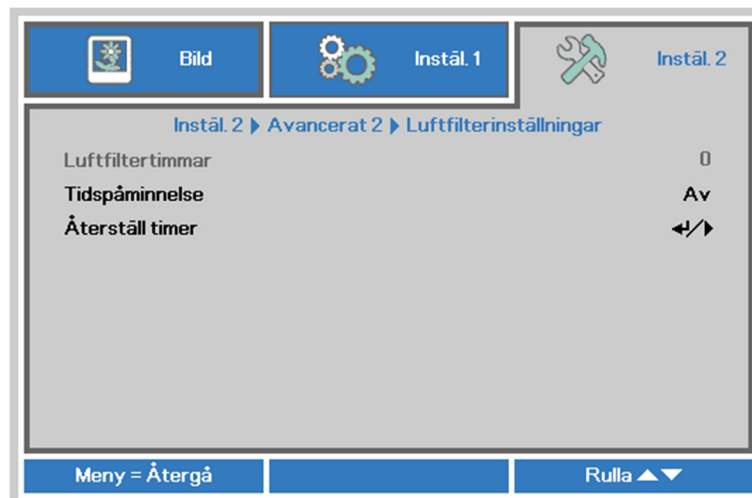 Bild
Instäl. 1
Instäl. 2
Instäl. 2 ▶ Avancerat 2 ▶ Luftfilterinställningar
Luftfiltertimmar 0
Tidspåminnelse Av
Återställ timer ↵/▶
Meny = Återgå
Rulla ▲▼